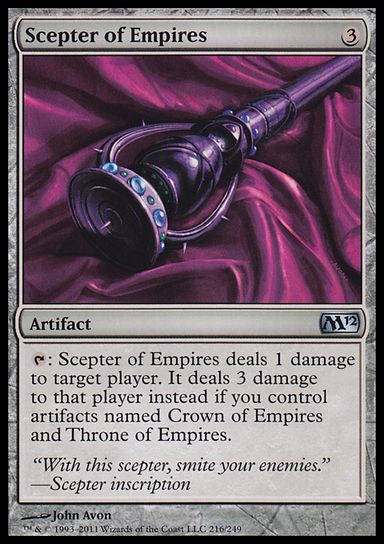 Scepter of Empires 3
Artifact M12
: Scepter of Empires deals 1 damage
to target player. It deals 3 damage
to that player instead if you control
artifacts named Crown of Empires
and Throne of Empires.
“With this scepter, smite your enemies.”
—Scepter inscription
John Avon
™ & © 1993–2011 Wizards of the Coast LLC 216/249